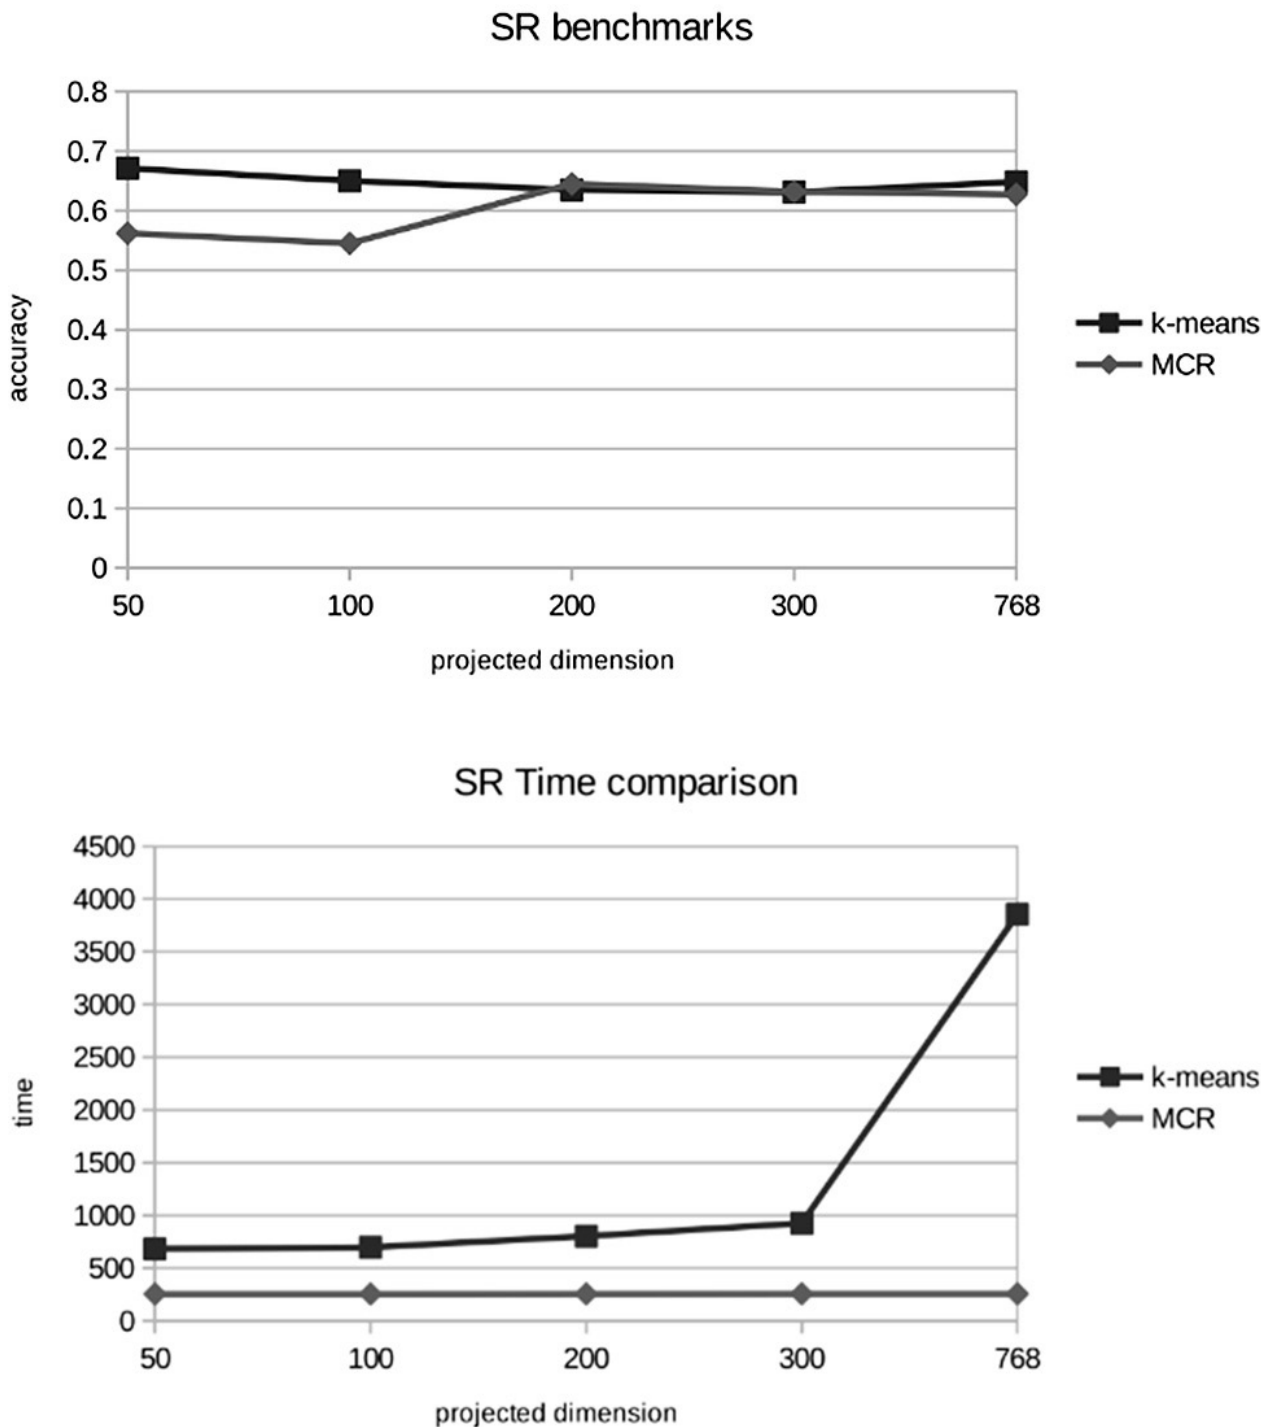 SR benchmarks
0.8
0.7
0.6
0.5
0.4
0.3
0.2
0.1
0
accuracy
50 100 200 300 768
projected dimension
k-means
MCR
SR Time comparison
4500
4000
3500
3000
2500
2000
1500
1000
500
0
time
50 100 200 300 768
projected dimension
k-means
MCR